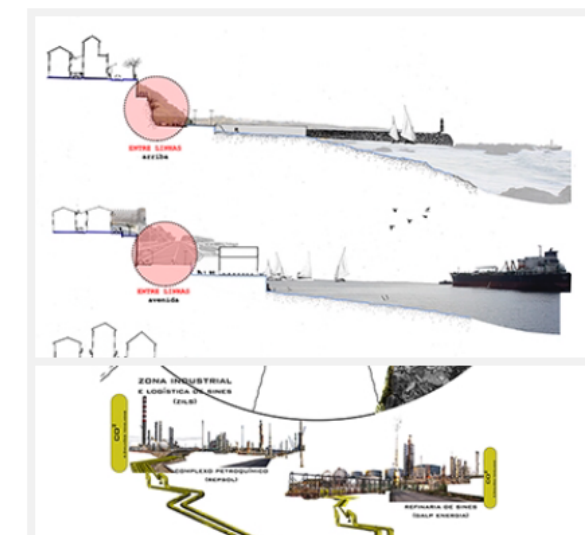 ENTRE LINHAS
arriba
ENTRE LINHAS
avenida
ZONA INDUSTRIAL
E LOGÍSTICA DE SINES
(ZILS)
CO²
COMPLEXO PETROQUÍMICO
(REPSOL)
CO²
REFINARIA DE SINES
(GALP ENERGIA)